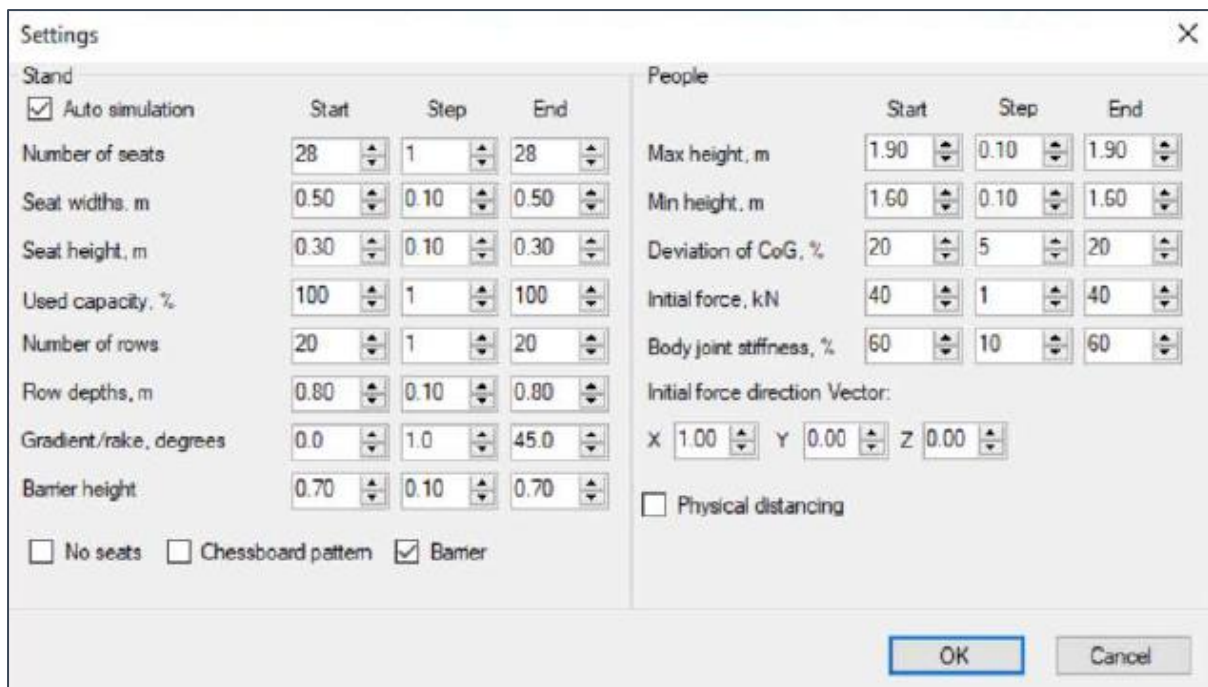 Settings
Stand
Auto simulation Start Step End
Number of seats 28 1 28
Seat widths. m 0.50 0.10 0.50
Seat height, m 0.30 0.10 0.30
Used capacity, % 100 1 100
Number of rows 20 1 20
Row depths, m 0.80 0.10 0.80
Gradient/rake, degrees 0.0 1.0 45.0
Barrier height 0.70 0.10 0.70
No seats Chessboard pattern Barrier
People
Start Step End
Max height, m 1.90 0.10 1.90
Min height, m 1.60 0.10 1.60
Deviation of CoG, % 20 5 20
Initial force, kN 40 1 40
Body joint stiffness, % 60 10 60
Initial force direction Vector:
X 1.00 Y 0.00 Z 0.00
Physical distancing
OK Cancel